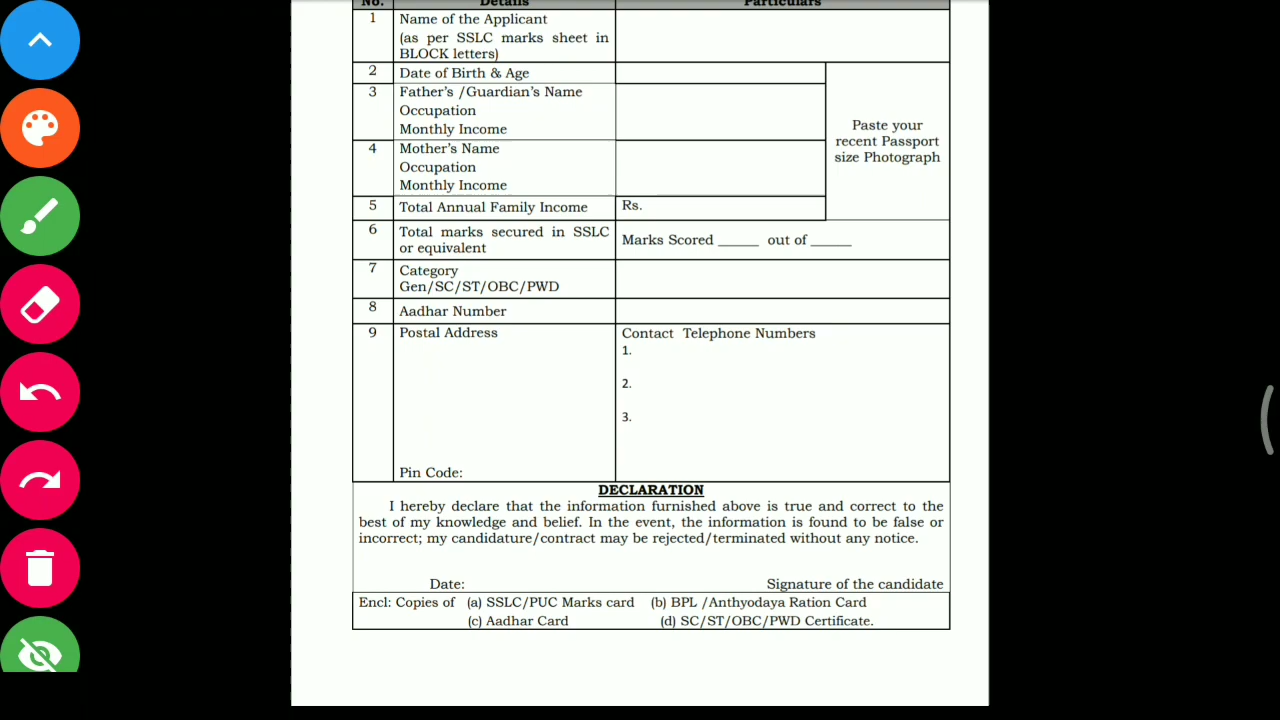 No. Details Particulars
1 Name of the Applicant
(as per SSLC marks sheet in
BLOCK letters)
2 Date of Birth & Age
3 Father's /Guardian's Name
Occupation
Monthly Income
Paste your
recent Passport
size Photograph
4 Mother's Name
Occupation
Monthly Income
5 Total Annual Family Income Rs.
6 Total marks secured in SSLC
or equivalent
Marks Scored ______ out of ______
7 Category
Gen/SC/ST/OBC/PWD
8 Aadhar Number
9 Postal Address
Contact Telephone Numbers
1.
2.
3.
Pin Code:
DECLARATION
I hereby declare that the information furnished above is true and correct to the
best of my knowledge and belief. In the event, the information is found to be false or
incorrect; my candidature/contract may be rejected/terminated without any notice.
Date: Signature of the candidate
Encl: Copies of (a) SSLC/PUC Marks card (b) BPL /Anthyodaya Ration Card
(c) Aadhar Card (d) SC/ST/OBC/PWD Certificate.